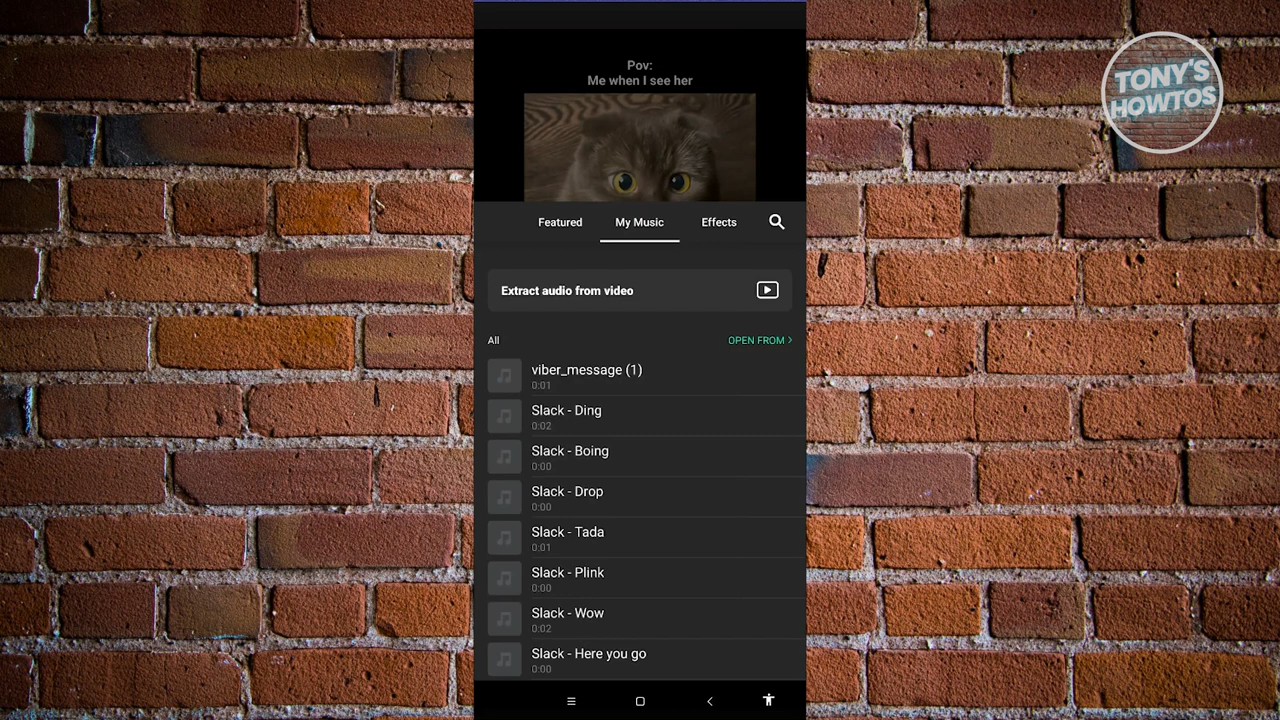 TONY'S
HOWTOS
Pov:
Me when I see her
Featured
My Music
Effects
Extract audio from video
All
OPEN FROM >
viber_message (1)
0:01
Slack - Ding
0:02
Slack - Boing
0:00
Slack - Drop
0:00
Slack - Tada
0:01
Slack - Plink
0:00
Slack - Wow
0:02
Slack - Here you go
0:00